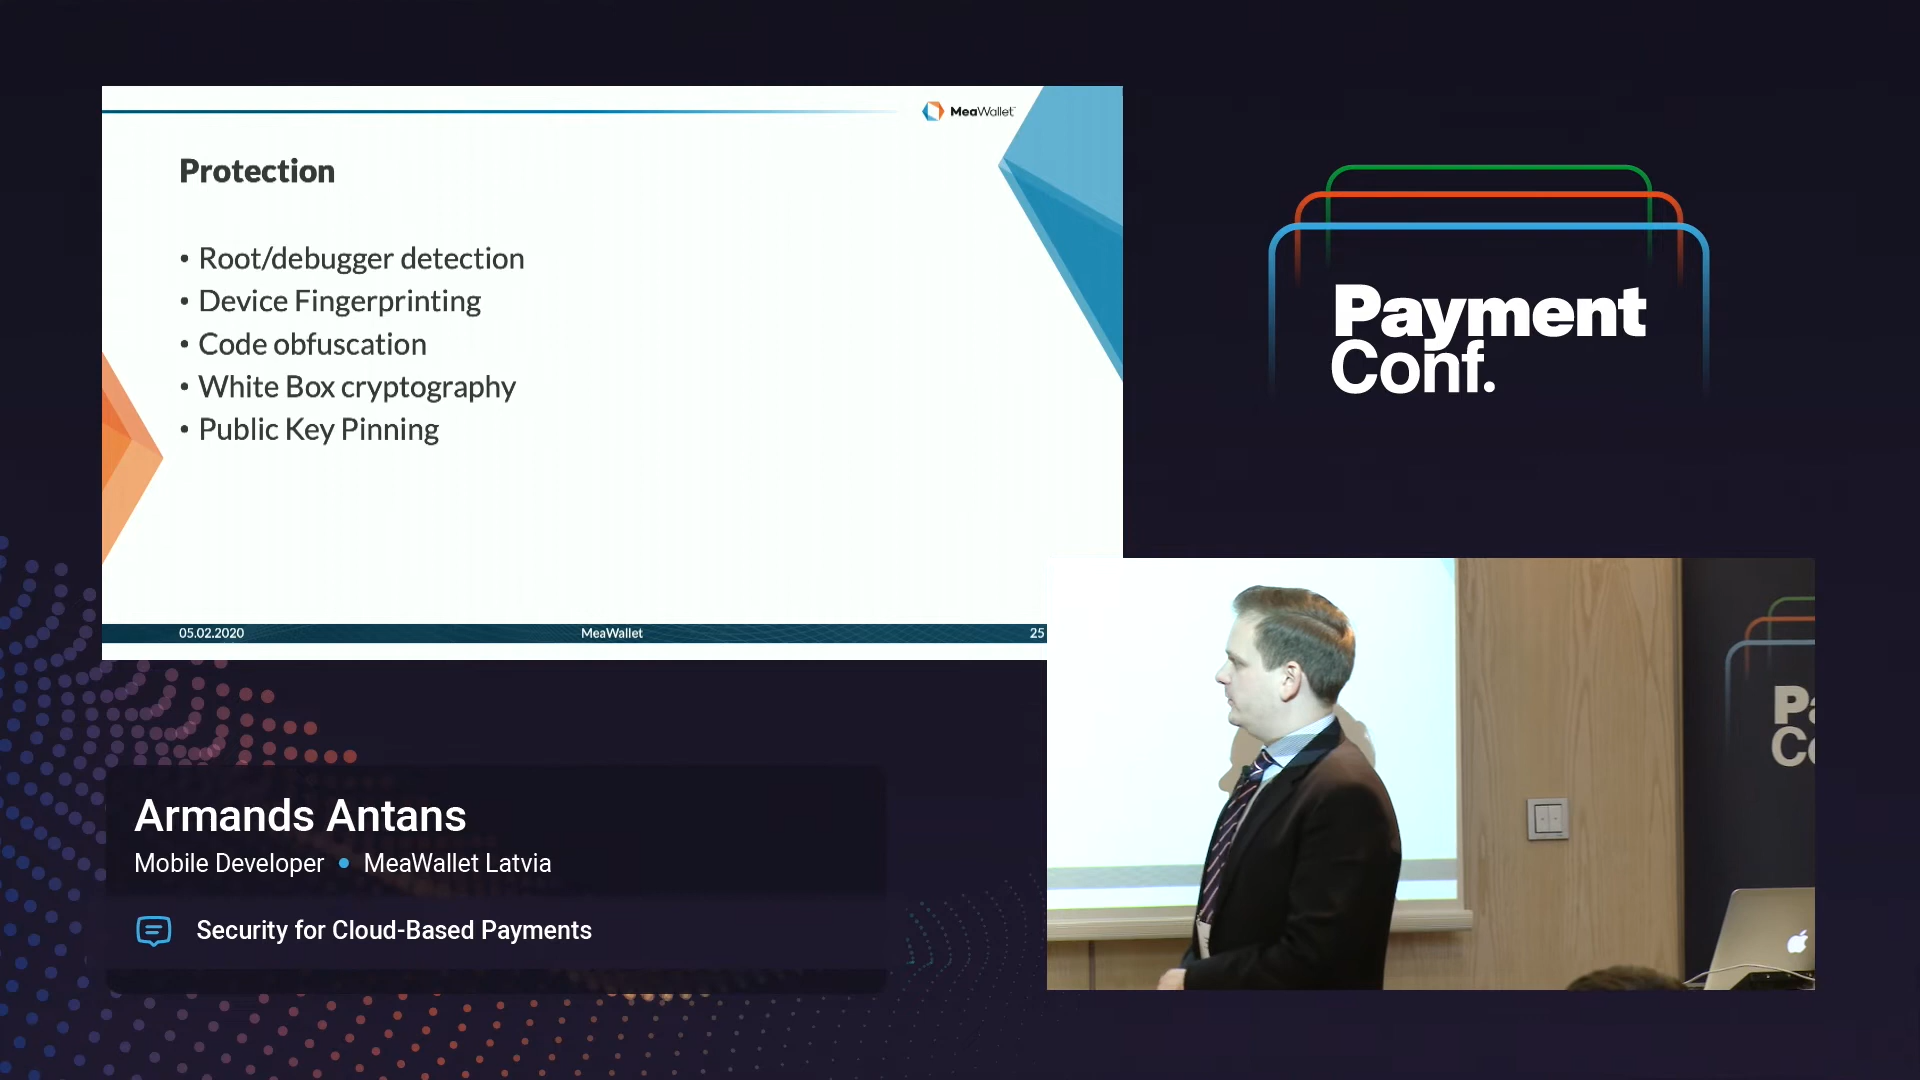 MeaWallet
Protection
• Root/debugger detection
• Device Fingerprinting
• Code obfuscation
• White Box cryptography
• Public Key Pinning
05.02.2020
MeaWallet
25
Payment
Conf.
Armands Antans
Mobile Developer • MeaWallet Latvia
Security for Cloud-Based Payments